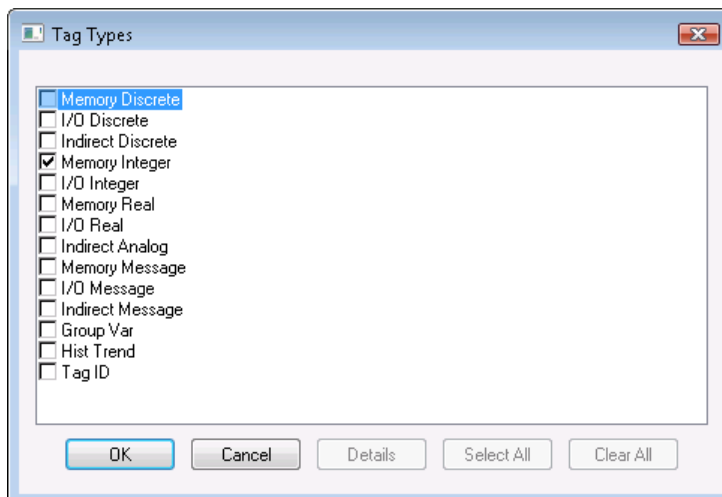 Tag Types
Memory Discrete
I/O Discrete
Indirect Discrete
Memory Integer
I/O Integer
Memory Real
I/O Real
Indirect Analog
Memory Message
I/O Message
Indirect Message
Group Var
Hist Trend
Tag ID
OK Cancel Details Select All Clear All